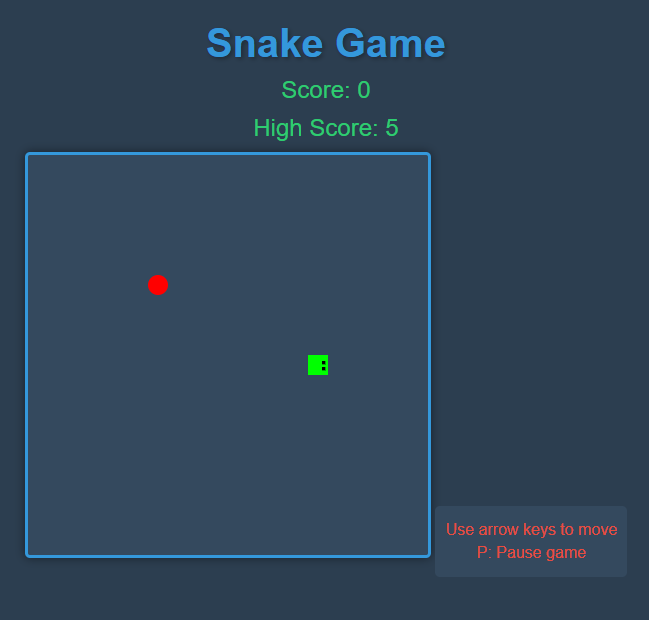 Snake Game
Score: 0
High Score: 5
Use arrow keys to move
P: Pause game